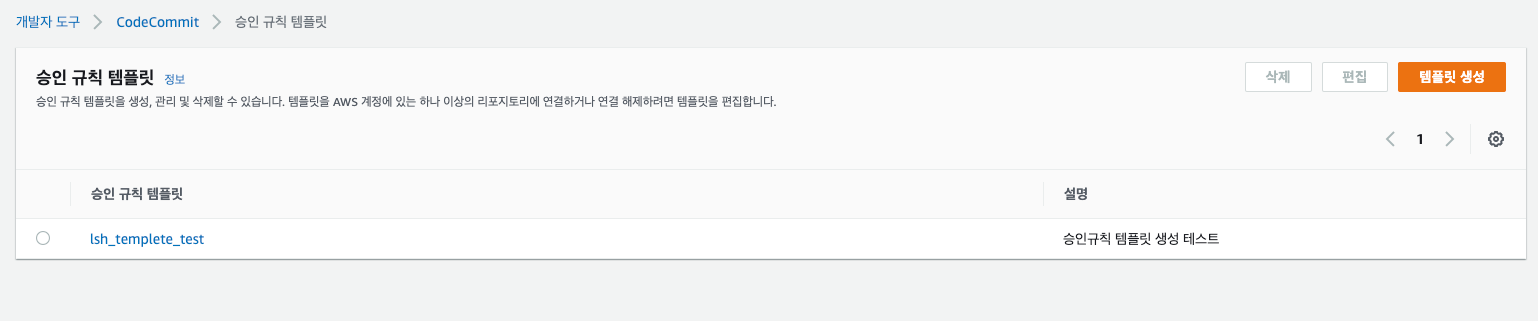 개발자 도구 > CodeCommit > 승인 규칙 템플릿
승인 규칙 템플릿 정보 삭제 편집 템플릿 생성
승인 규칙 템플릿을 생성, 관리 및 삭제할 수 있습니다. 템플릿을 AWS 계정에 있는 하나 이상의 리포지토리에 연결하거나 연결 해제하려면 템플릿을 편집합니다.
1
승인 규칙 템플릿 설명
lsh_templete_test 승인규칙 템플릿 생성 테스트